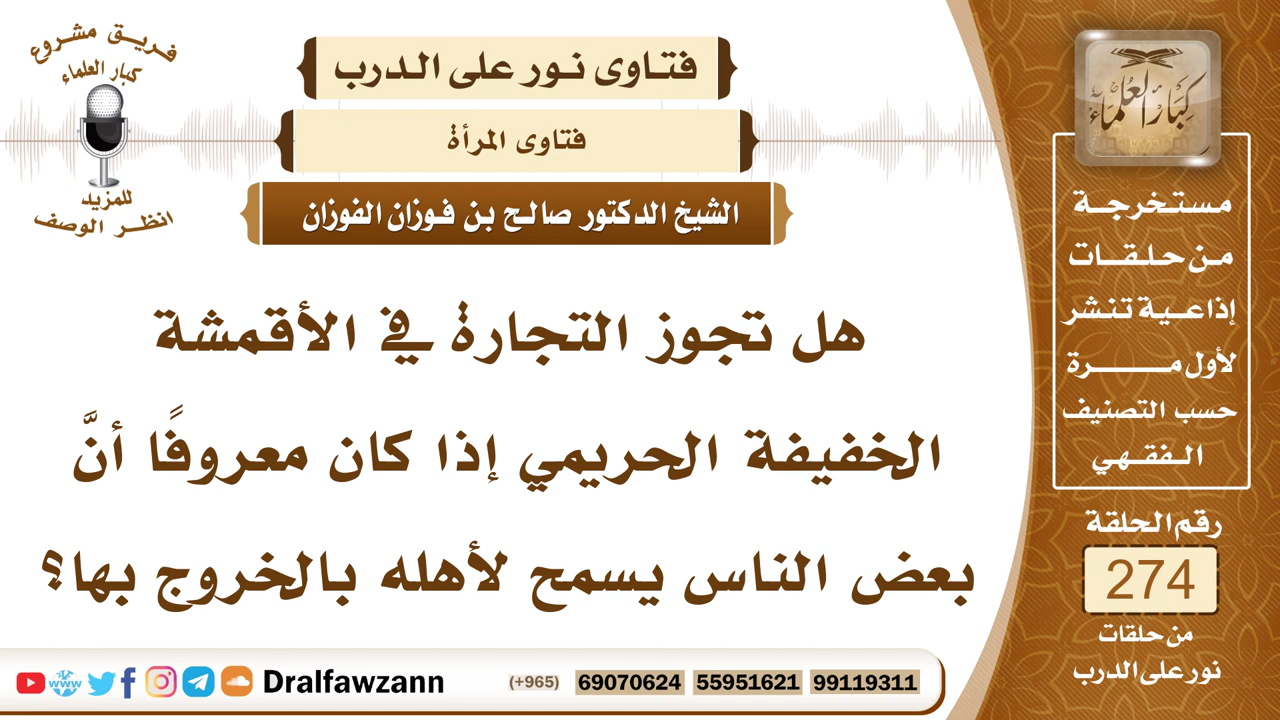 فريق مشروع
كبار العلماء
للمزيد
انظر الوصف
فتاوى نور على الدرب
فتاوى المرأة
الشيخ الدكتور صالح بن فوزان الفوزان
هل تجوز التجارة في الأقمشة
الخفيفة الحريمي إذا كان معروفًا أنَّ
بعض الناس يسمح لأهله بالخروج بها؟
كبار العلماء
مستخرجة
من حلقات
إذاعية تنشر
لأول مرة
حسب التصنيف
الفقهي
رقم الحلقة
274
من حلقات
نور على الدرب
www Dralfawzann (+965) 69070624 55951621 99119311